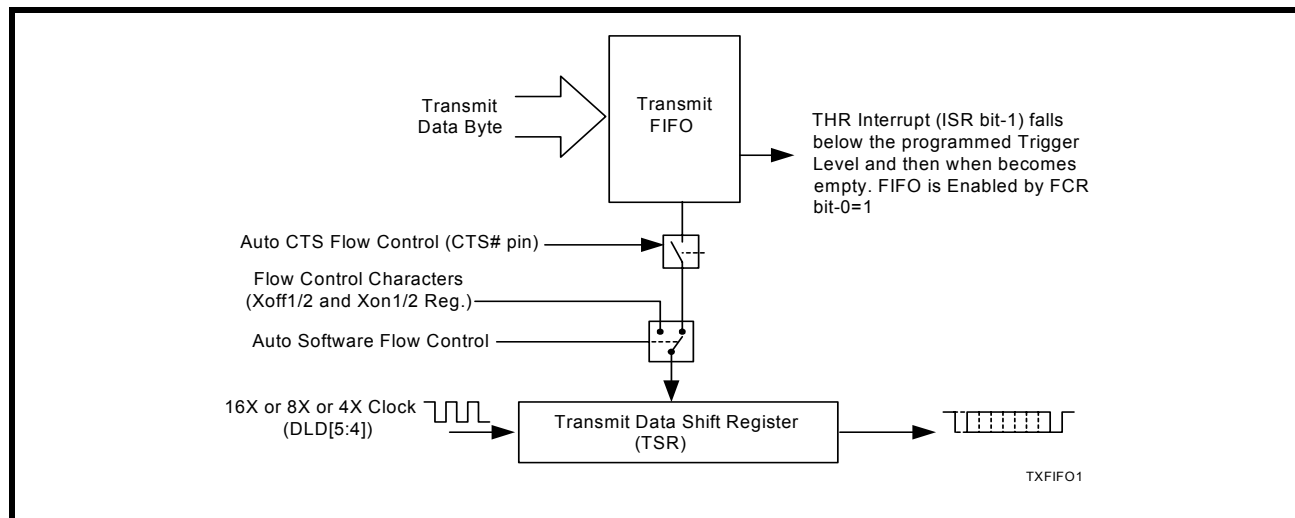 Transmit
Data Byte
Transmit
FIFO
THR Interrupt (ISR bit-1) falls
below the programmed Trigger
Level and then when becomes
empty. FIFO is Enabled by FCR
bit-0=1
Auto CTS Flow Control (CTS# pin)
Flow Control Characters
(Xoff1/2 and Xon1/2 Reg.)
Auto Software Flow Control
16X or 8X or 4X Clock
(DLD[5:4])
Transmit Data Shift Register
(TSR)
TXFIFO1